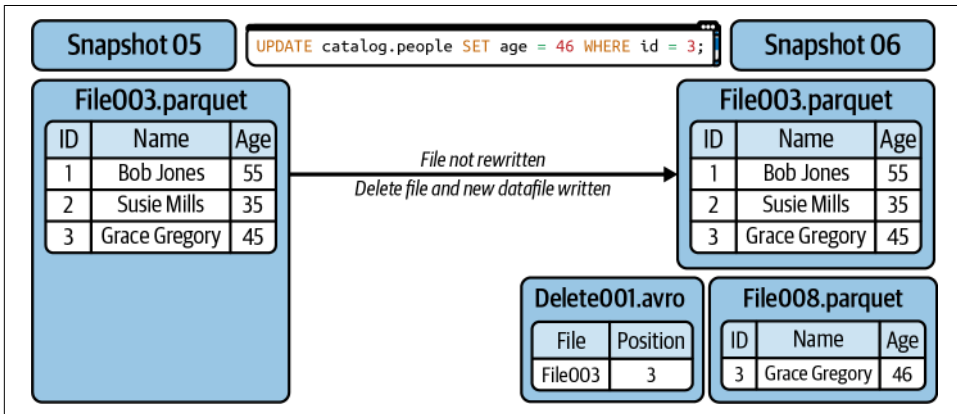 Snapshot 05
UPDATE catalog.people SET age = 46 WHERE id = 3;
Snapshot 06
File003.parquet
ID Name Age
1 Bob Jones 55
2 Susie Mills 35
3 Grace Gregory 45
File not rewritten
Delete file and new datafile written
File003.parquet
ID Name Age
1 Bob Jones 55
2 Susie Mills 35
3 Grace Gregory 45
Delete001.avro
File Position
File003 3
File008.parquet
ID Name Age
3 Grace Gregory 46